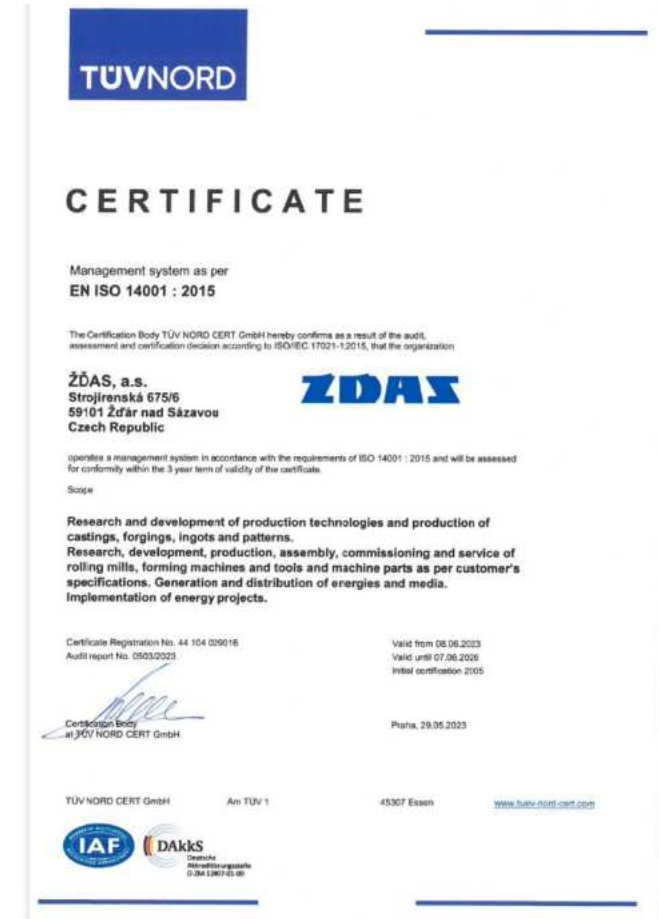 TÜVNORD
CERTIFICATE
Management system as per
EN ISO 14001 : 2015
The Certification Body TÜV NORD CERT GmbH hereby confirms as a result of the audit,
assessment and certification decision according to ISO/IEC 17021-1:2015, that the organization
ŽĎAS, a.s.
Strojírenská 675/6
59101 Žďár nad Sázavou
Czech Republic
ZDAS
operates a management system in accordance with the requirements of ISO 14001 : 2015 and will be assessed
for conformity within the 3 year term of validity of the certificate.
Scope
Research and development of production technologies and production of
castings, forgings, ingots and patterns.
Research, development, production, assembly, commissioning and service of
rolling mills, forming machines and tools and machine parts as per customer's
specifications. Generation and distribution of energies and media.
Implementation of energy projects.
Certificate Registration No. 44 104 029016
Audit report No. 0503/2023
Valid from 08.06.2023
Valid until 07.06.2026
Initial certification 2005
Certification Body
at TÜV NORD CERT GmbH
Praha, 29.05.2023
TÜV NORD CERT GmbH Am TÜV 1 45307 Essen www.tuev-nord-cert.com
IAF
DAkkS
Deutsche
Akkreditierungsstelle
D-ZM-12007-01-00